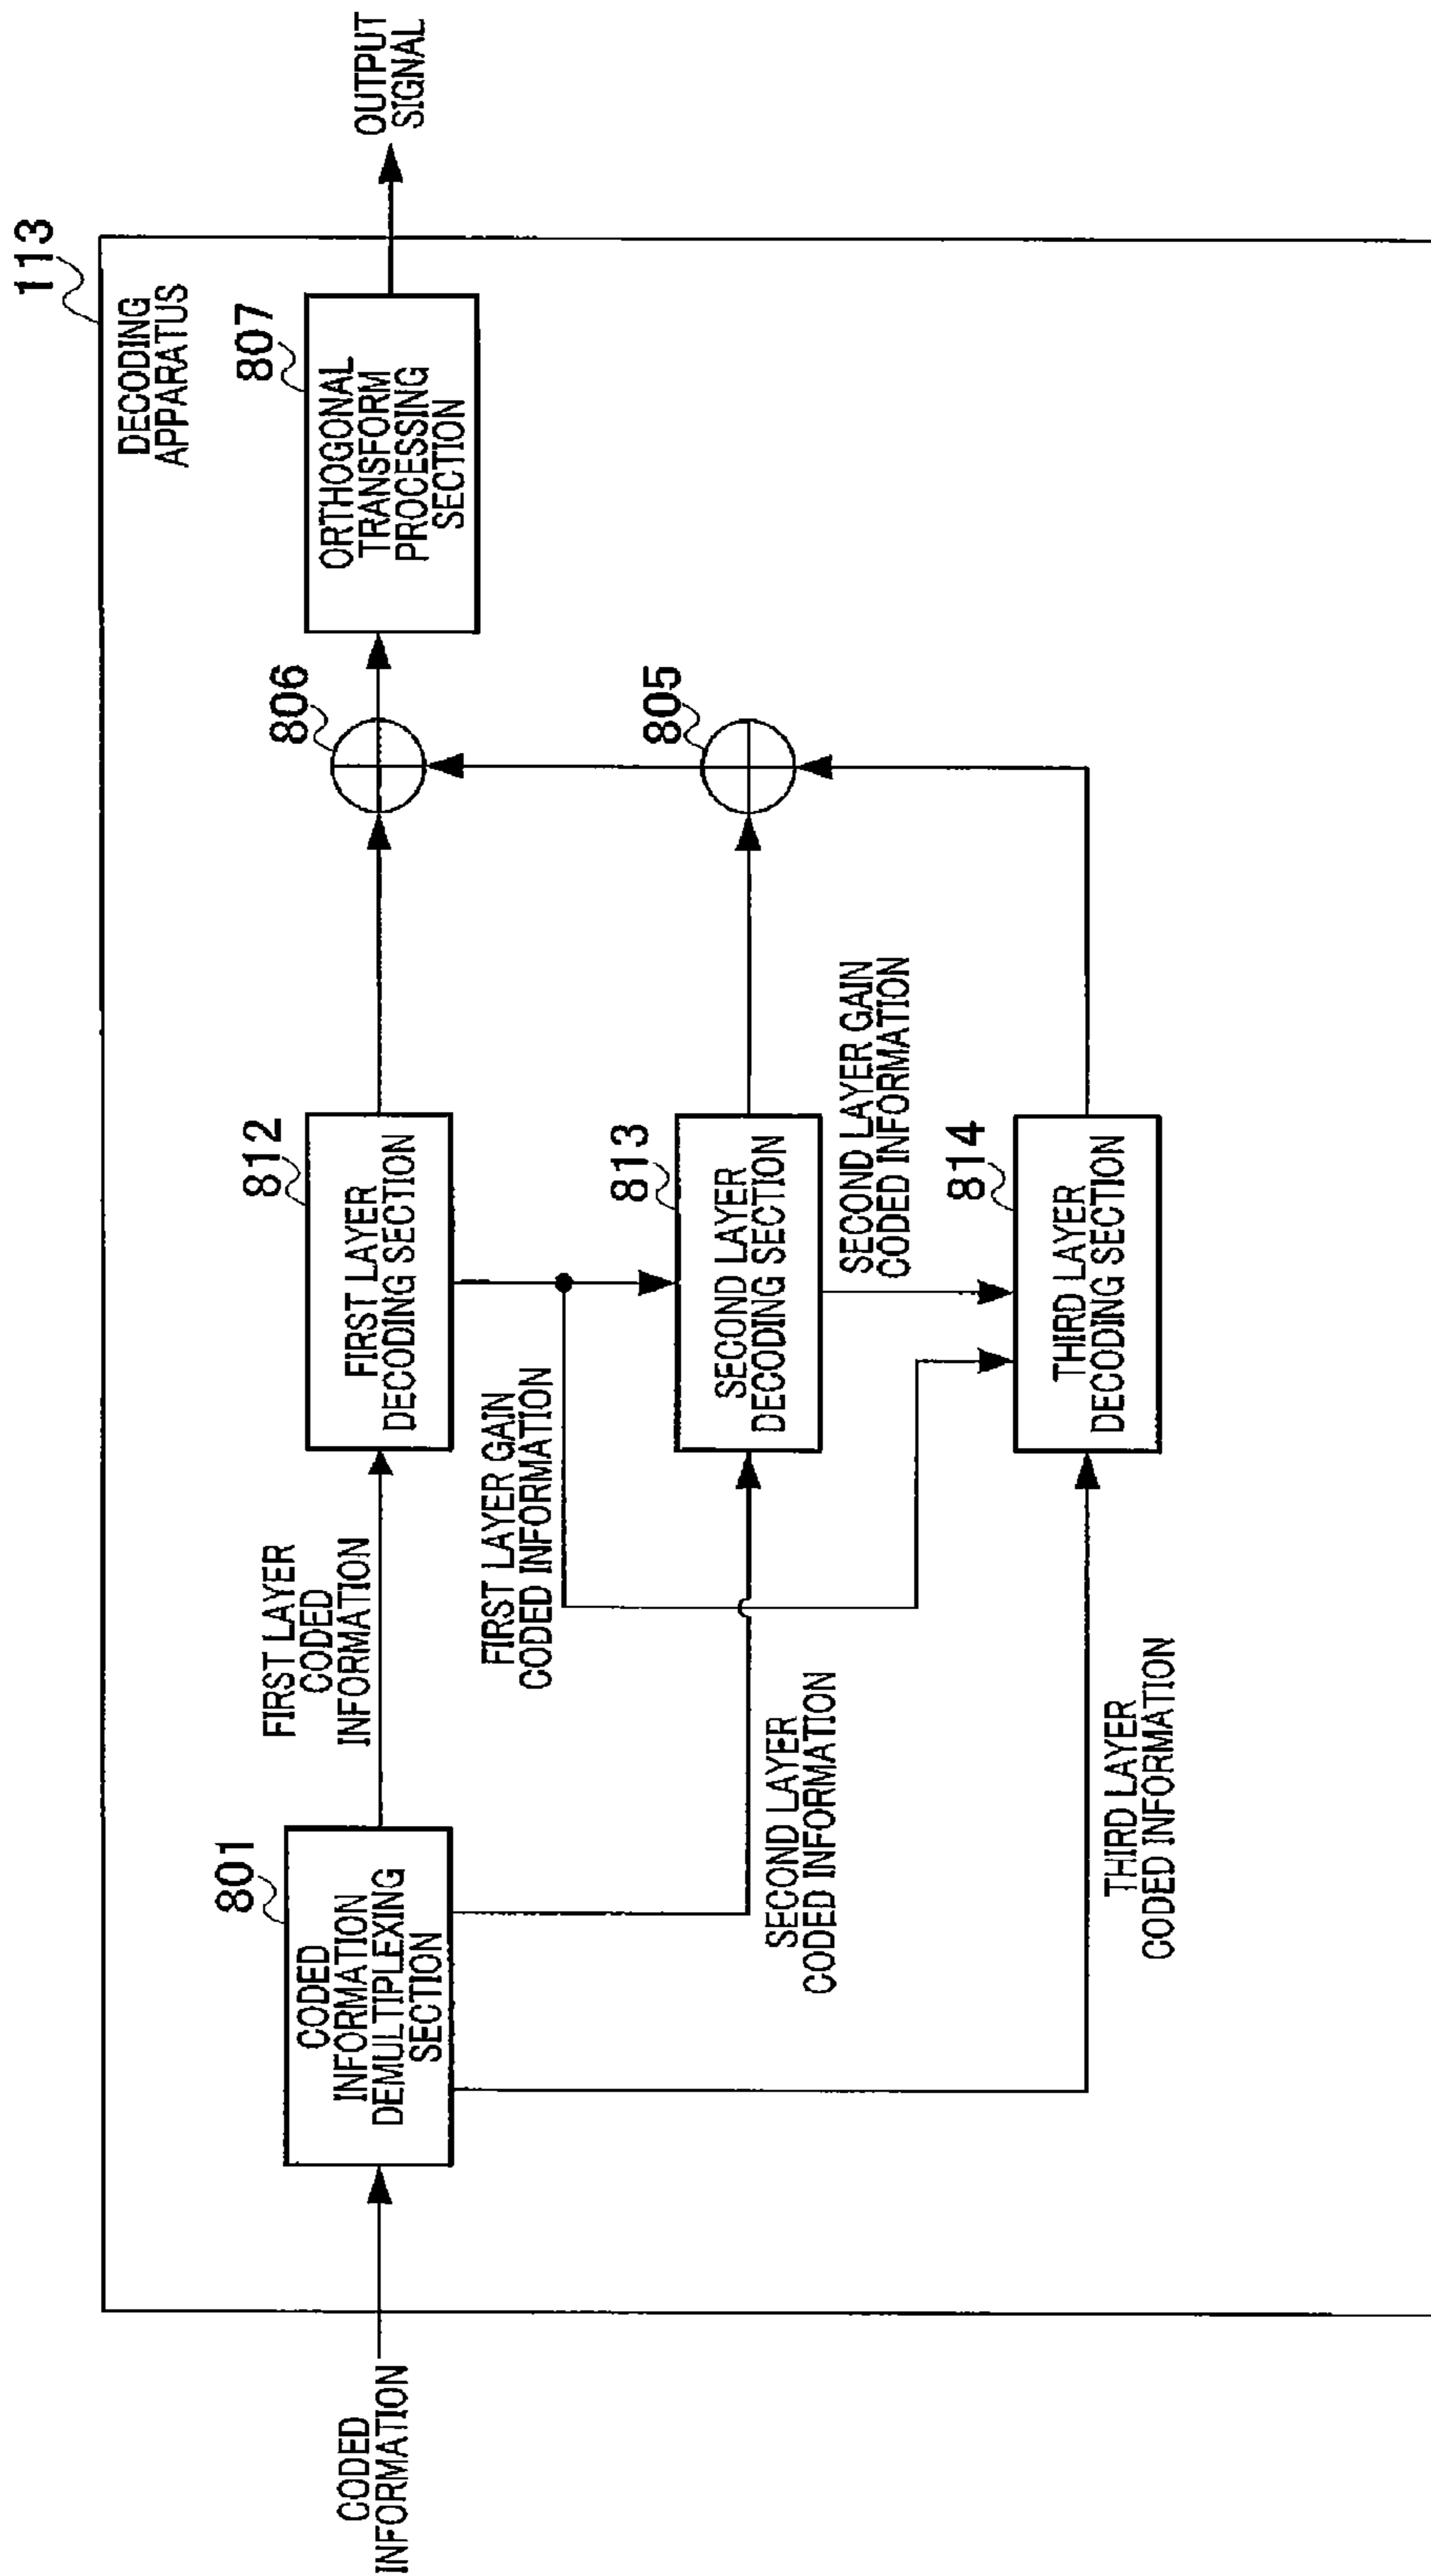 113
DECODING
APPARATUS
CODED
INFORMATION
801
CODED
INFORMATION
DEMULTIPLEXING
SECTION
FIRST LAYER
CODED
INFORMATION
812
FIRST LAYER
DECODING SECTION
806
807
ORTHOGONAL
TRANSFORM
PROCESSING
SECTION
OUTPUT
SIGNAL
FIRST LAYER GAIN
CODED INFORMATION
SECOND LAYER
CODED INFORMATION
813
SECOND LAYER
DECODING SECTION
805
SECOND LAYER GAIN
CODED INFORMATION
THIRD LAYER
CODED INFORMATION
814
THIRD LAYER
DECODING SECTION